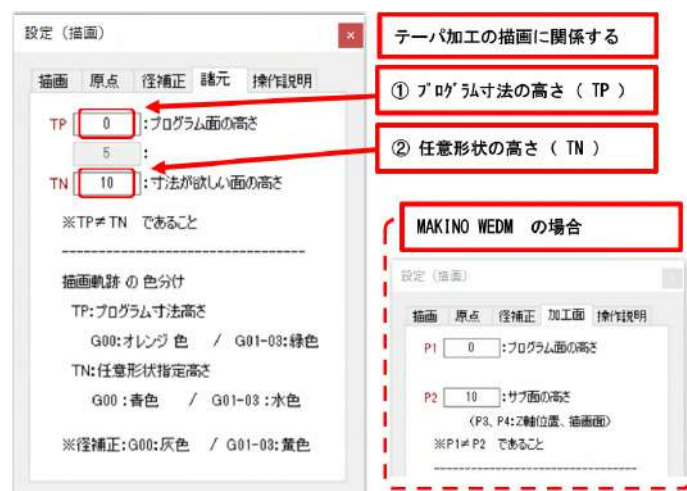 設定（描画）
描画 原点 径補正 諸元 操作説明
TP 0 :プログラム面の高さ
5 :
TN 10 :寸法が欲しい面の高さ
※TP≠TN であること
---------------------------------
描画軌跡 の 色分け
TP:プログラム寸法高さ
G00:オレンジ 色 / G01-03:緑色
TN:任意形状指定高さ
G00：青色 / G01-03：水色
※径補正:G00:灰色 / G01-03:黄色
テーパ加工の描画に関係する
① プログラム寸法の高さ（ TP ）
② 任意形状の高さ（ TN ）
MAKINO WEDM の場合
設定（描画）
描画 原点 径補正 加工面 操作説明
P1 0 :プログラム面の高さ
P2 10 :サブ面の高さ
(P3、P4:Z軸位置、描画面)
※P1≠P2 であること
---------------------------------